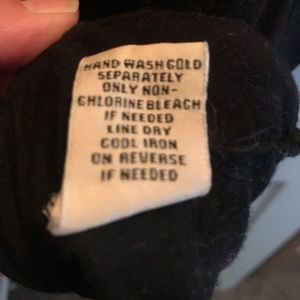 HAND WASH COLD
SEPARATELY
ONLY NON-
CHLORINE BLEACH
IF NEEDED
LINE DRY
COOL IRON
ON REVERSE
IF NEEDED